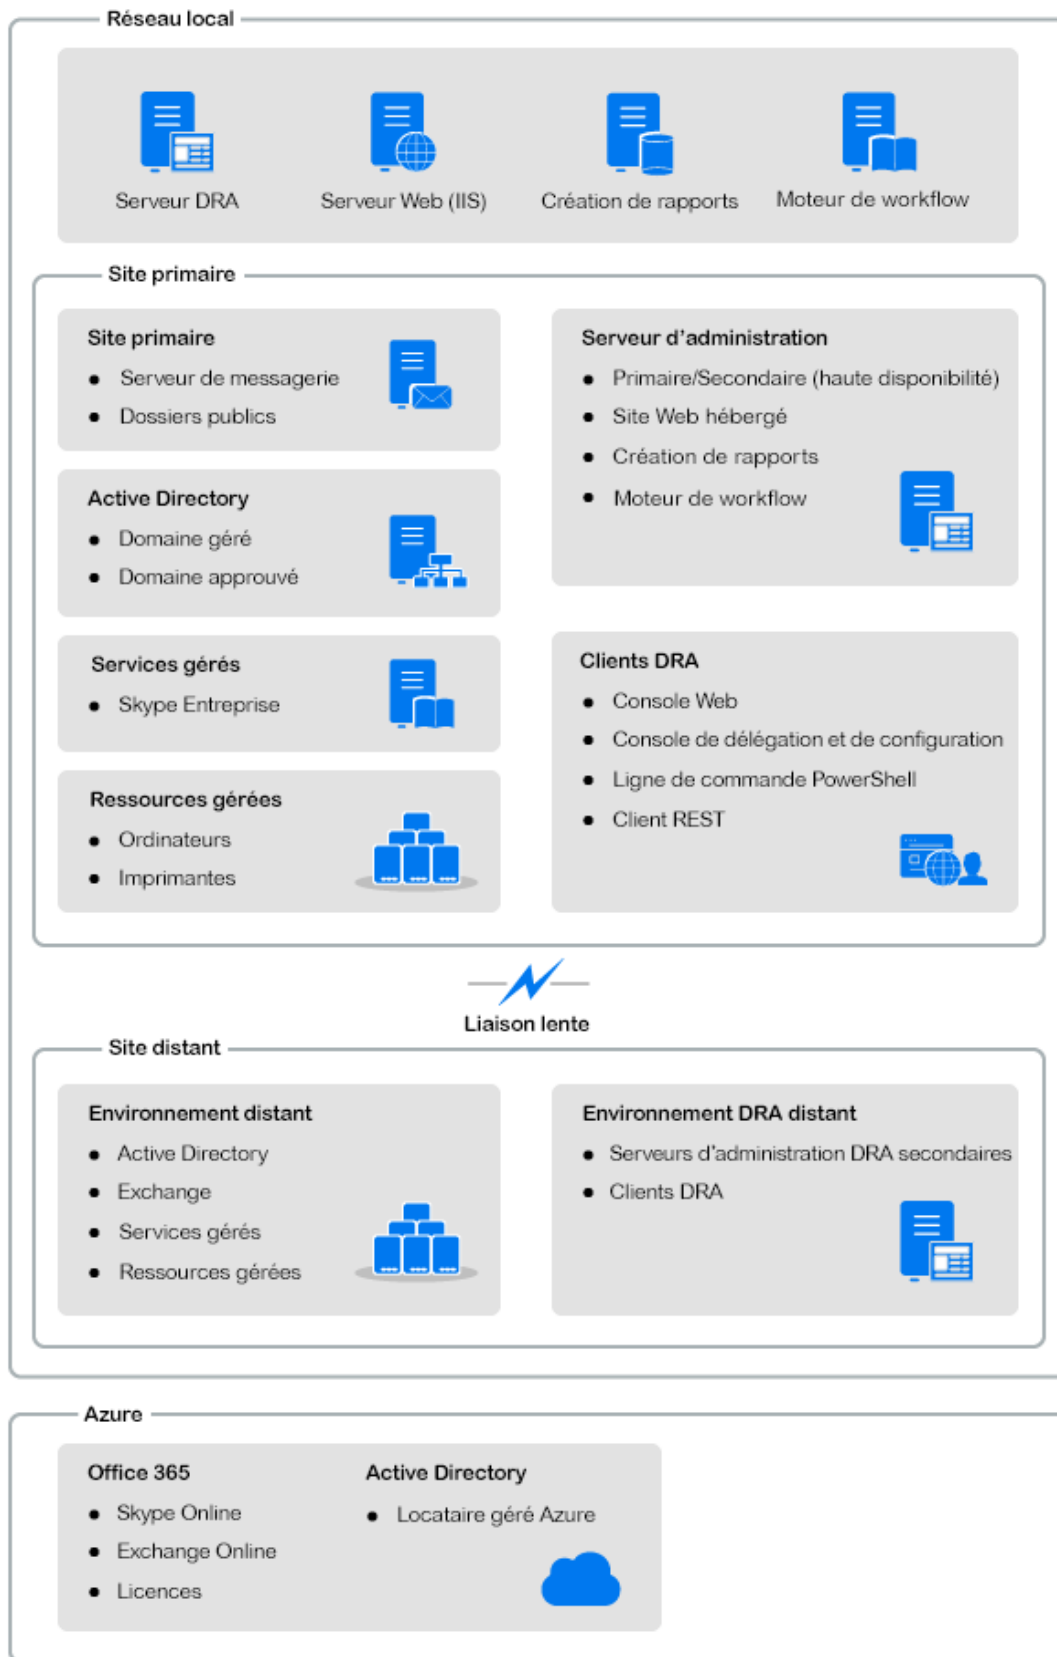 Réseau local
Serveur DRA
Serveur Web (IIS)
Création de rapports
Moteur de workflow
Site primaire
Site primaire
● Serveur de messagerie
● Dossiers publics
Active Directory
● Domaine géré
● Domaine approuvé
Services gérés
● Skype Entreprise
Ressources gérées
● Ordinateurs
● Imprimantes
Serveur d'administration
● Primaire/Secondaire (haute disponibilité)
● Site Web hébergé
● Création de rapports
● Moteur de workflow
Clients DRA
● Console Web
● Console de délégation et de configuration
● Ligne de commande PowerShell
● Client REST
Liaison lente
Site distant
Environnement distant
● Active Directory
● Exchange
● Services gérés
● Ressources gérées
Environnement DRA distant
● Serveurs d'administration DRA secondaires
● Clients DRA
Azure
Office 365
● Skype Online
● Exchange Online
● Licences
Active Directory
● Locataire géré Azure